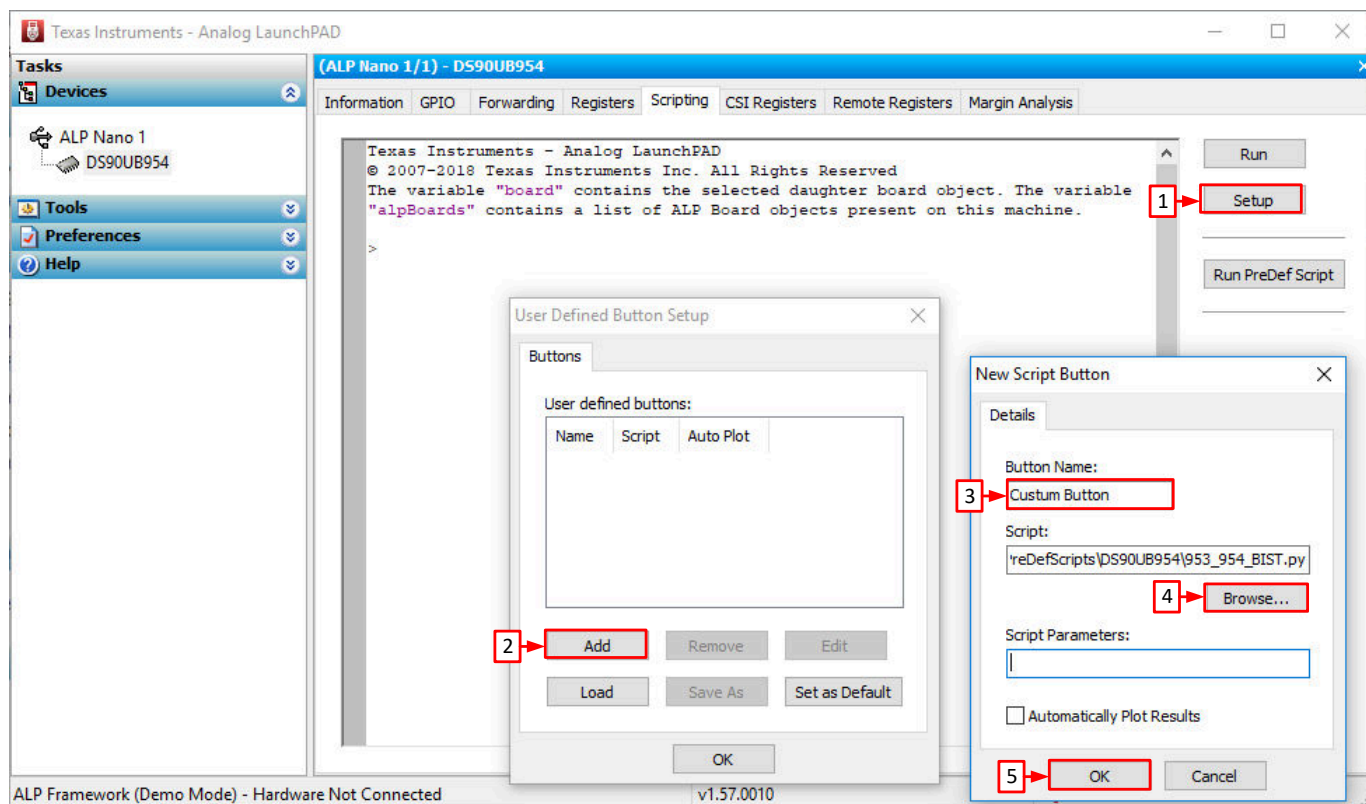 Texas Instruments - Analog LaunchPAD
Tasks
Devices
ALP Nano 1
DS90UB954
Tools
Preferences
Help
(ALP Nano 1/1) - DS90UB954
Information GPIO Forwarding Registers Scripting CSI Registers Remote Registers Margin Analysis
Texas Instruments - Analog LaunchPAD
© 2007-2018 Texas Instruments Inc. All Rights Reserved
The variable "board" contains the selected daughter board object. The variable
"alpBoards" contains a list of ALP Board objects present on this machine.
>
Run
1
Setup
Run PreDef Script
User Defined Button Setup
Buttons
User defined buttons:
Name Script Auto Plot
2
Add Remove Edit
Load Save As Set as Default
OK
New Script Button
Details
Button Name:
3
Custum Button
Script:
'reDefScripts\DS90UB954\953_954_BIST.py
4
Browse...
Script Parameters:
Automatically Plot Results
5
OK Cancel
ALP Framework (Demo Mode) - Hardware Not Connected v1.57.0010